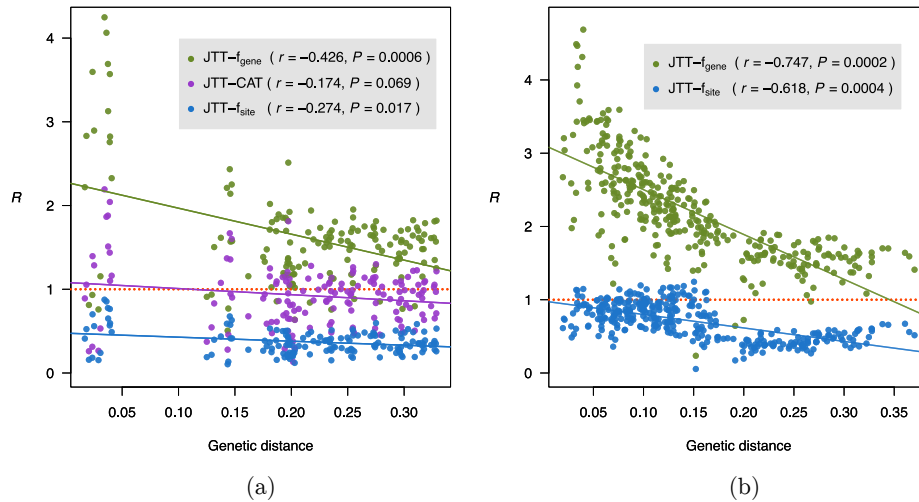 4
3
2
1
0
R
JTT−fgene ( r = −0.426, P = 0.0006 )
JTT−CAT ( r = −0.174, P = 0.069 )
JTT−fsite ( r = −0.274, P = 0.017 )
0.05 0.10 0.15 0.20 0.25 0.30
Genetic distance
(a)
4
3
2
1
0
R
JTT−fgene ( r = −0.747, P = 0.0002 )
JTT−fsite ( r = −0.618, P = 0.0004 )
0.05 0.10 0.15 0.20 0.25 0.30 0.35
Genetic distance
(b)